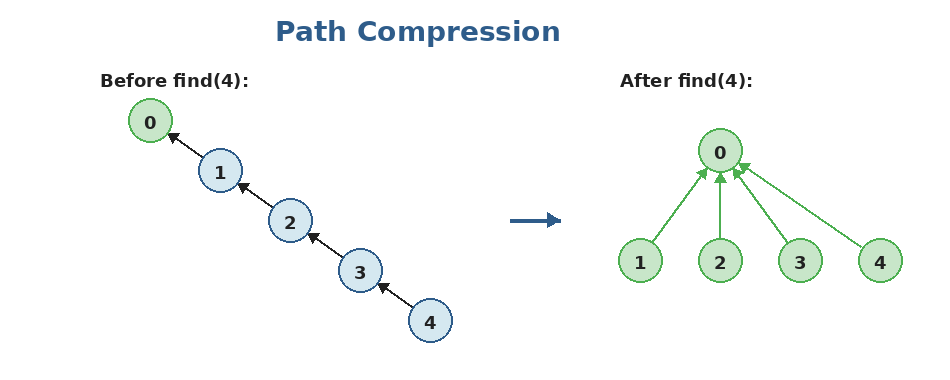 Path Compression
Before find(4):
0
1
2
3
4
After find(4):
0
1 2 3 4